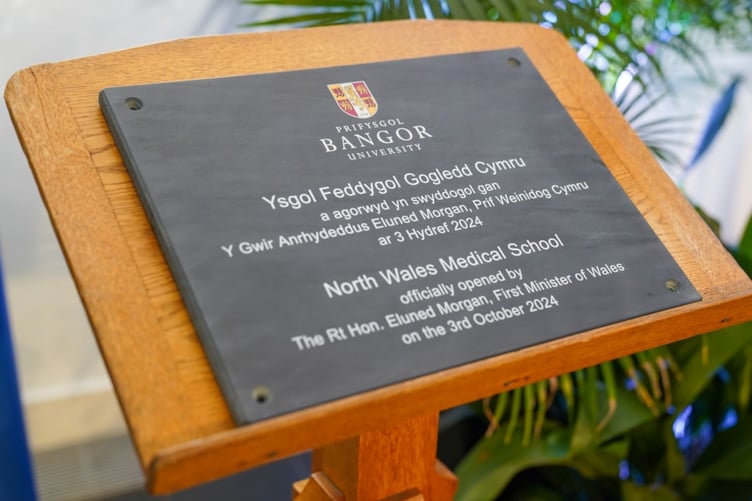 PRIFYSGOL
BANGOR
UNIVERSITY
Ysgol Feddygol Gogledd Cymru
a agorwyd yn swyddogol gan
Y Gwir Anrhydeddus Eluned Morgan, Prif Weinidog Cymru
ar 3 Hydref 2024
North Wales Medical School
officially opened by
The Rt Hon. Eluned Morgan, First Minister of Wales
on the 3rd October 2024